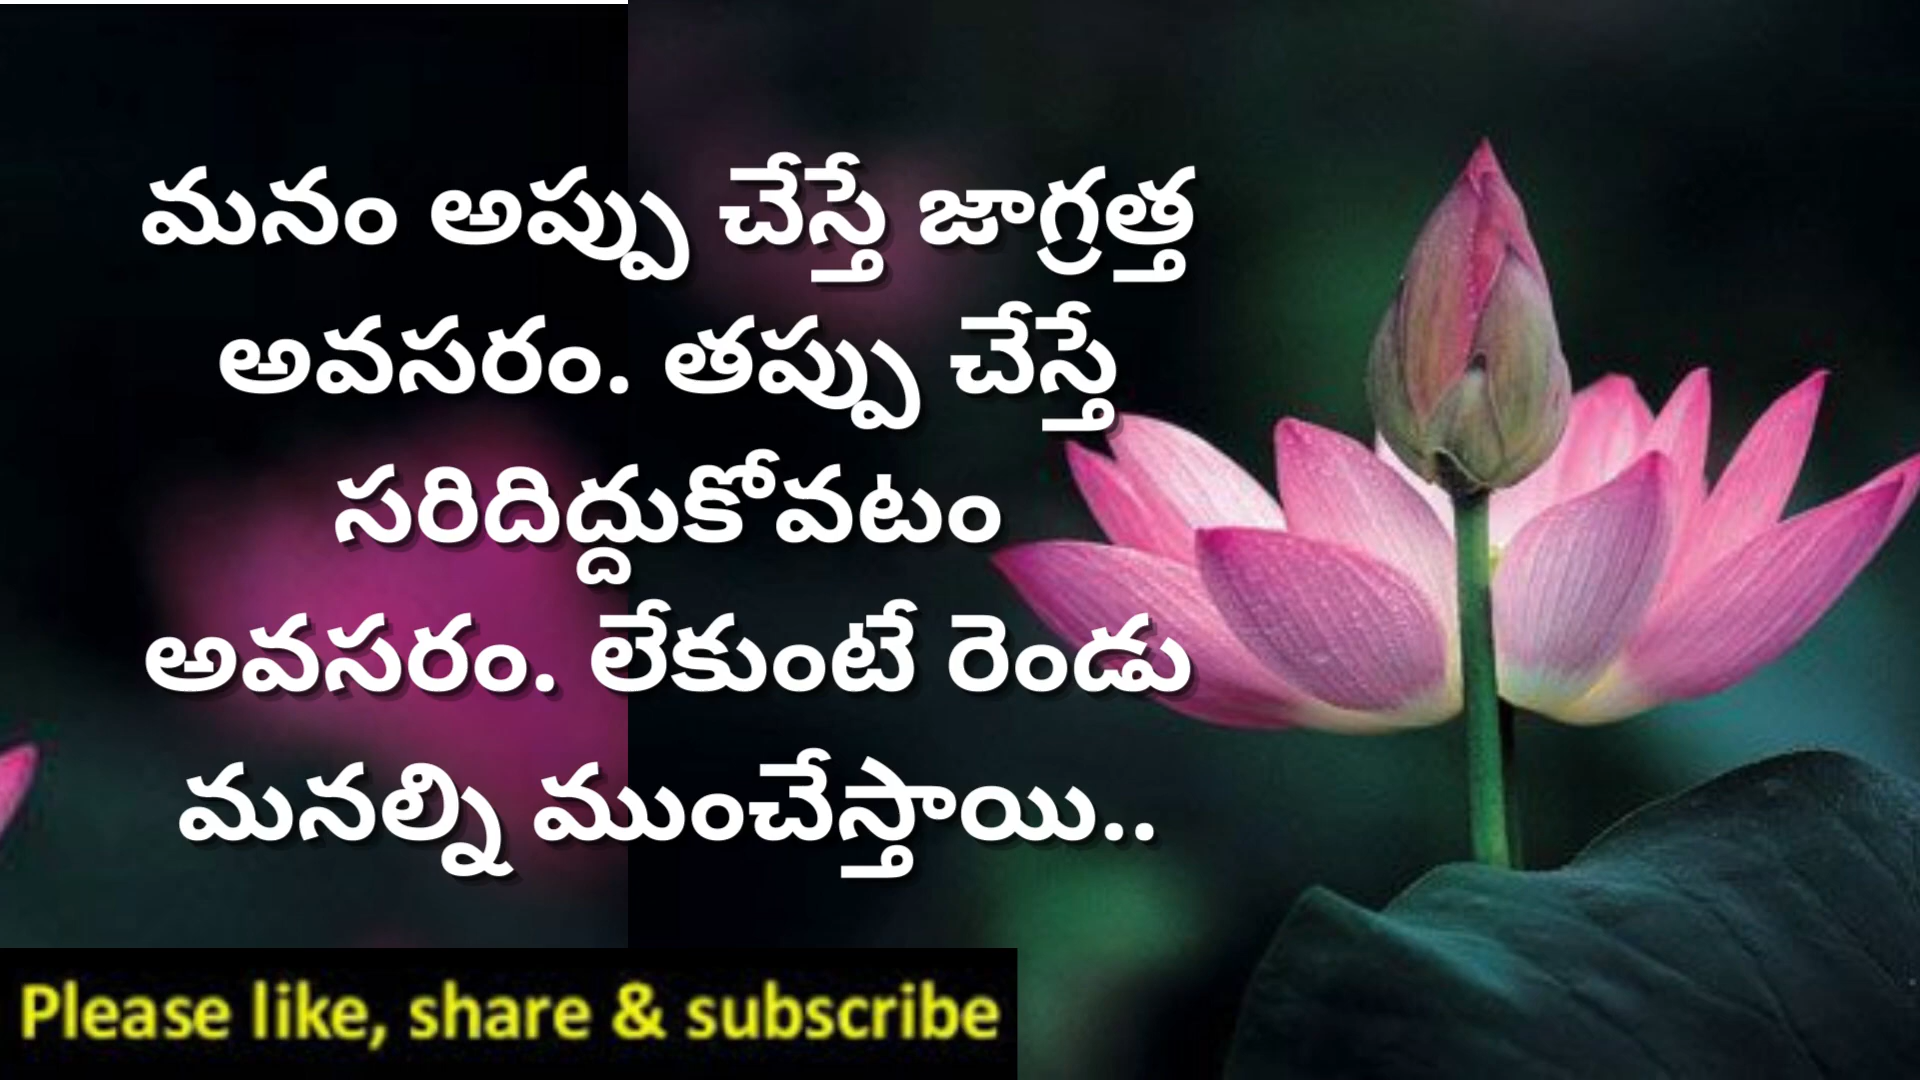 మనం అప్పు చేస్తే జాగ్రత్త
అవసరం. తప్పు చేస్తే
సరిదిద్దుకోవటం
అవసరం. లేకుంటే రెండు
మనల్ని ముంచేస్తాయి..
Please like, share & subscribe